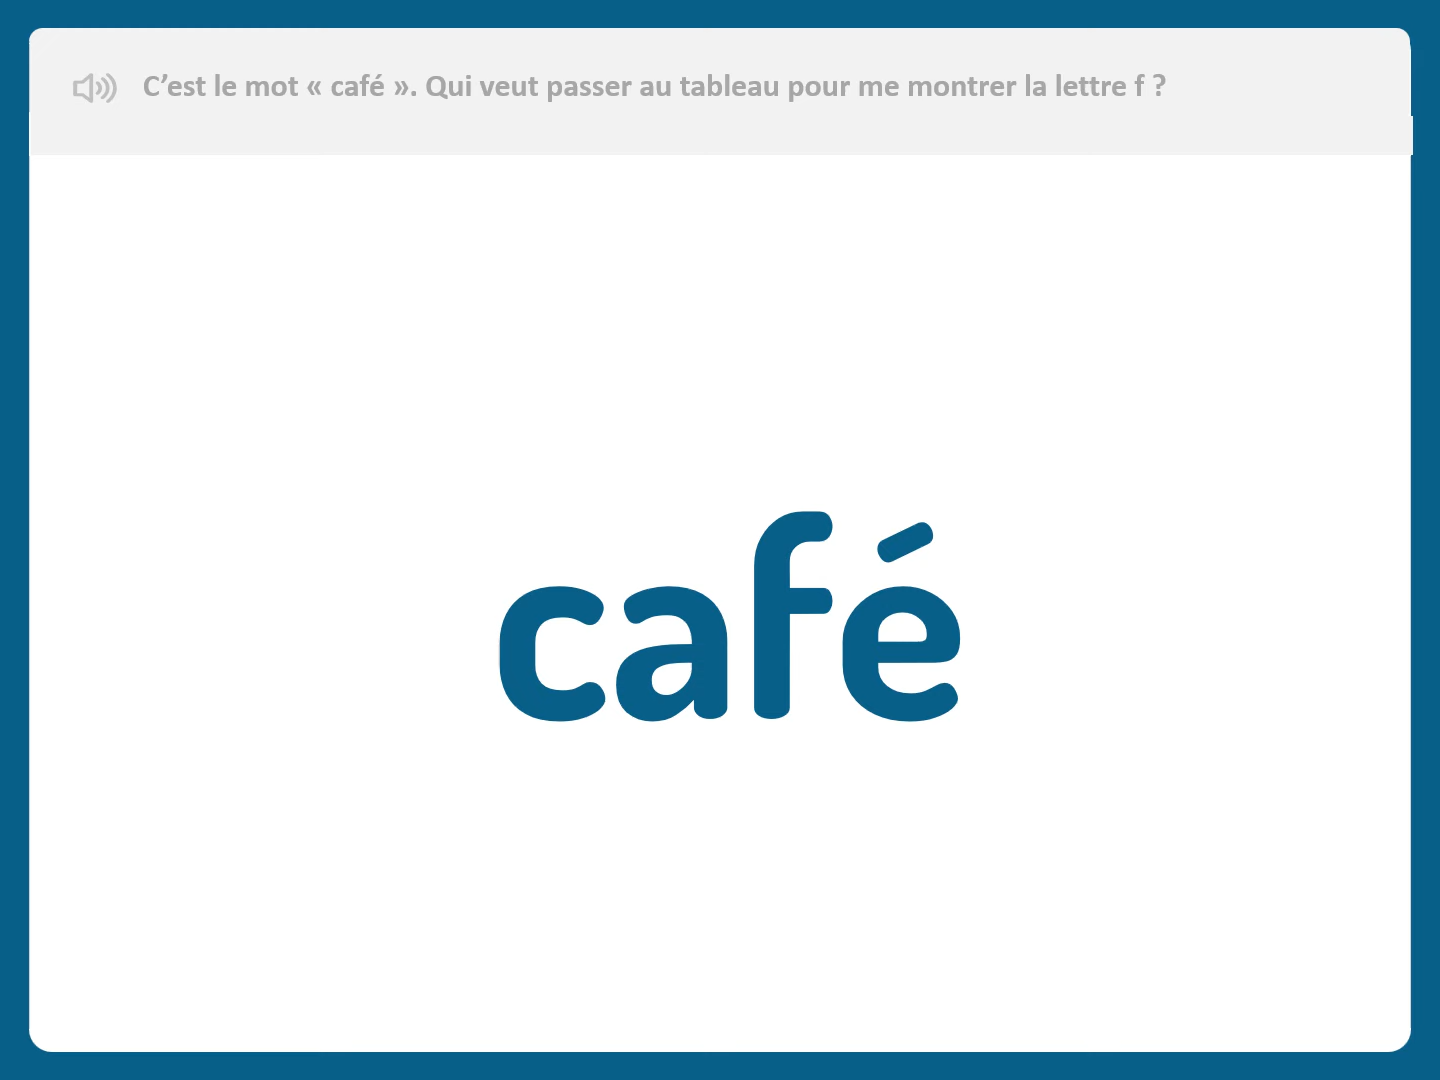 C’est le mot « café ». Qui veut passer au tableau pour me montrer la lettre f ?
café